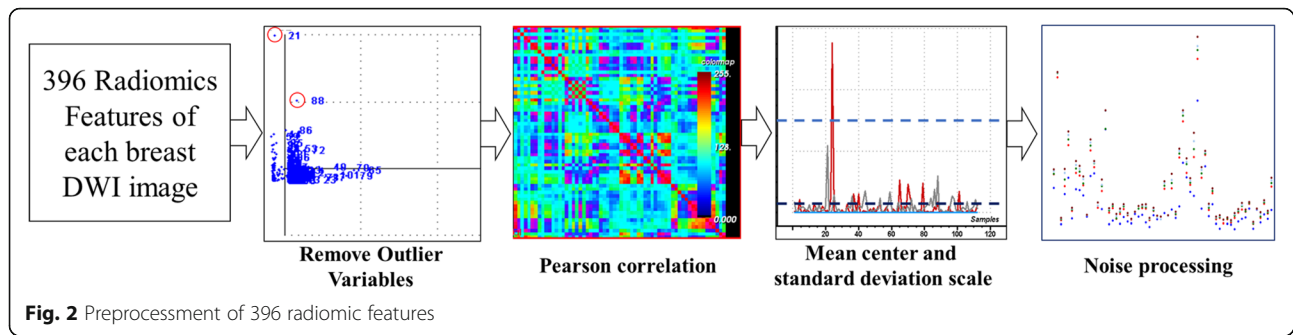 396 Radiomics
Features of
each breast
DWI image
21
88
86
72
Remove Outlier
Variables
colormap
255.
128.
0.000
Pearson correlation
Samples
20
40
60
80
100
120
Mean center and
standard deviation scale
Noise processing
Fig. 2 Preprocessment of 396 radiomic features